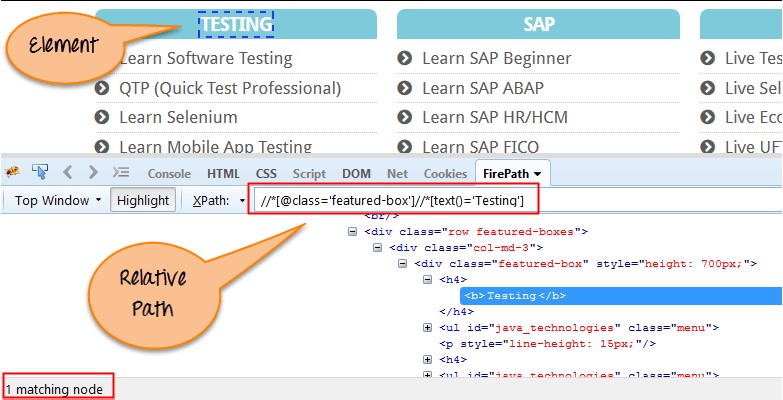 Element
TESTING
SAP
Learn Software Testing
Learn SAP Beginner
Live Tes
QTP (Quick Test Professional)
Learn SAP ABAP
Live Sel
Learn Selenium
Learn SAP HR/HCM
Live Eco
Learn Mobile App Testing
Learn SAP FICO
Live UFT
Console HTML CSS Script DOM Net Cookies FirePath
Top Window Highlight XPath: //*[@class='featured-box']//*[text()='Testing']
<br/>
<div class="row featured-boxes">
<div class="col-md-3">
<div class="featured-box" style="height: 700px;">
<h4>
<b>Testing</b>
</h4>
<ul id="java_technologies" class="menu">
<p style="line-height: 15px;"/>
<h4>
<ul id="java_technologies" class="menu">
Relative
Path
1 matching node